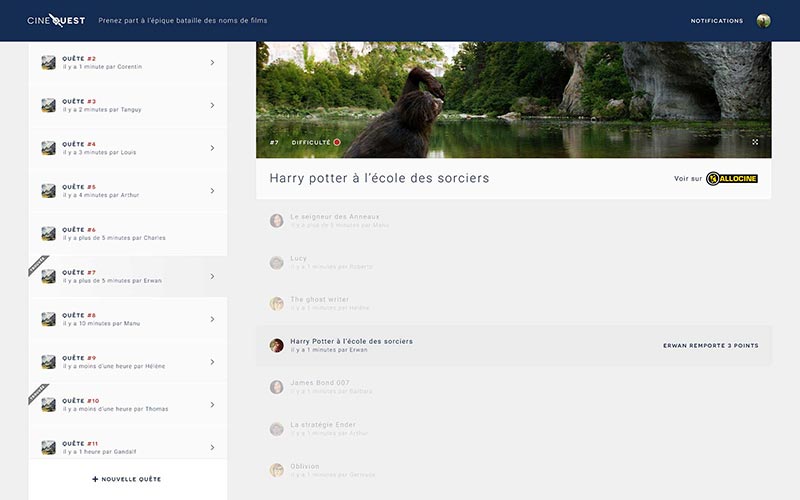 CINEQUEST
Prenez part à l'épique bataille des noms de films
NOTIFICATIONS
QUÊTE #2
il y a 1 minute par Corentin
QUÊTE #3
il y a 2 minutes par Tanguy
QUÊTE #4
il y a 3 minutes par Louis
QUÊTE #5
il y a 4 minutes par Arthur
QUÊTE #6
il y a plus de 5 minutes par Charles
QUÊTE #7
il y a plus de 5 minutes par Erwan
QUÊTE #8
il y a 10 minutes par Manu
QUÊTE #9
il y a moins d'une heure par Hélène
QUÊTE #10
il y a moins d'une heure par Thomas
QUÊTE #11
il y a 1 heure par Gandalf
+ NOUVELLE QUÊTE
#7 DIFFICULTÉ
Harry potter à l'école des sorciers
Voir sur ALLOCINE
Le seigneur des Anneaux
il y a plus de 5 minutes par Manu
Lucy
il y a 1 minutes par Roberto
The ghost writer
il y a 1 minutes par Hélène
Harry Potter à l'école des sorciers
il y a 1 minutes par Erwan
ERWAN REMPORTE 3 POINTS
James Bond 007
il y a 1 minutes par Barbara
La stratégie Ender
il y a 1 minutes par Arthur
Oblivion
il y a 1 minutes par Gertrude